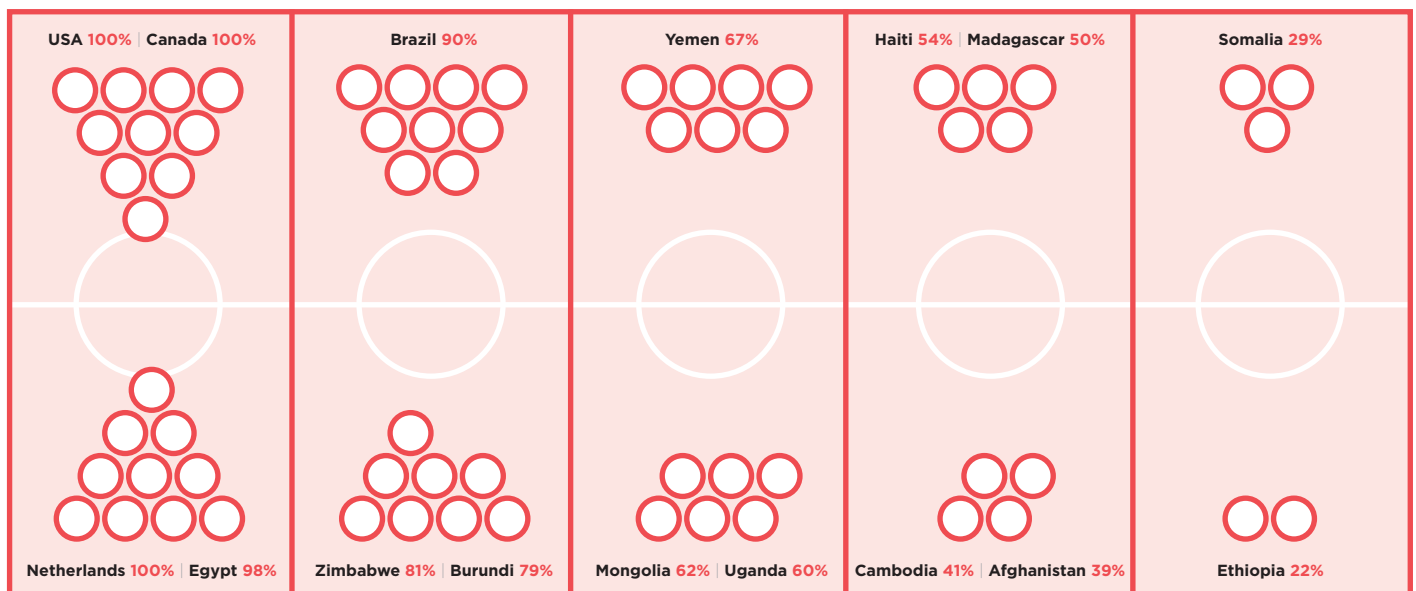 USA 100% | Canada 100%
Brazil 90%
Yemen 67%
Haiti 54% | Madagascar 50%
Somalia 29%
Netherlands 100% | Egypt 98%
Zimbabwe 81% | Burundi 79%
Mongolia 62% | Uganda 60%
Cambodia 41% | Afghanistan 39%
Ethiopia 22%